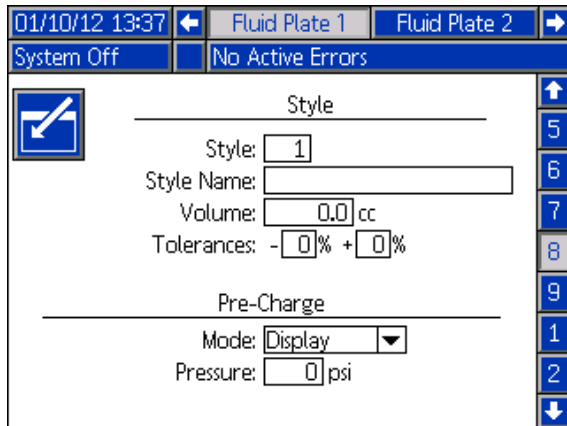 01/10/12 13:37 Fluid Plate 1 Fluid Plate 2
System Off No Active Errors
Style
Style: 1
Style Name:
Volume: 0.0 cc
Tolerances: - 0 % + 0 %
Pre-Charge
Mode: Display
Pressure: 0 psi
5
6
7
8
9
1
2